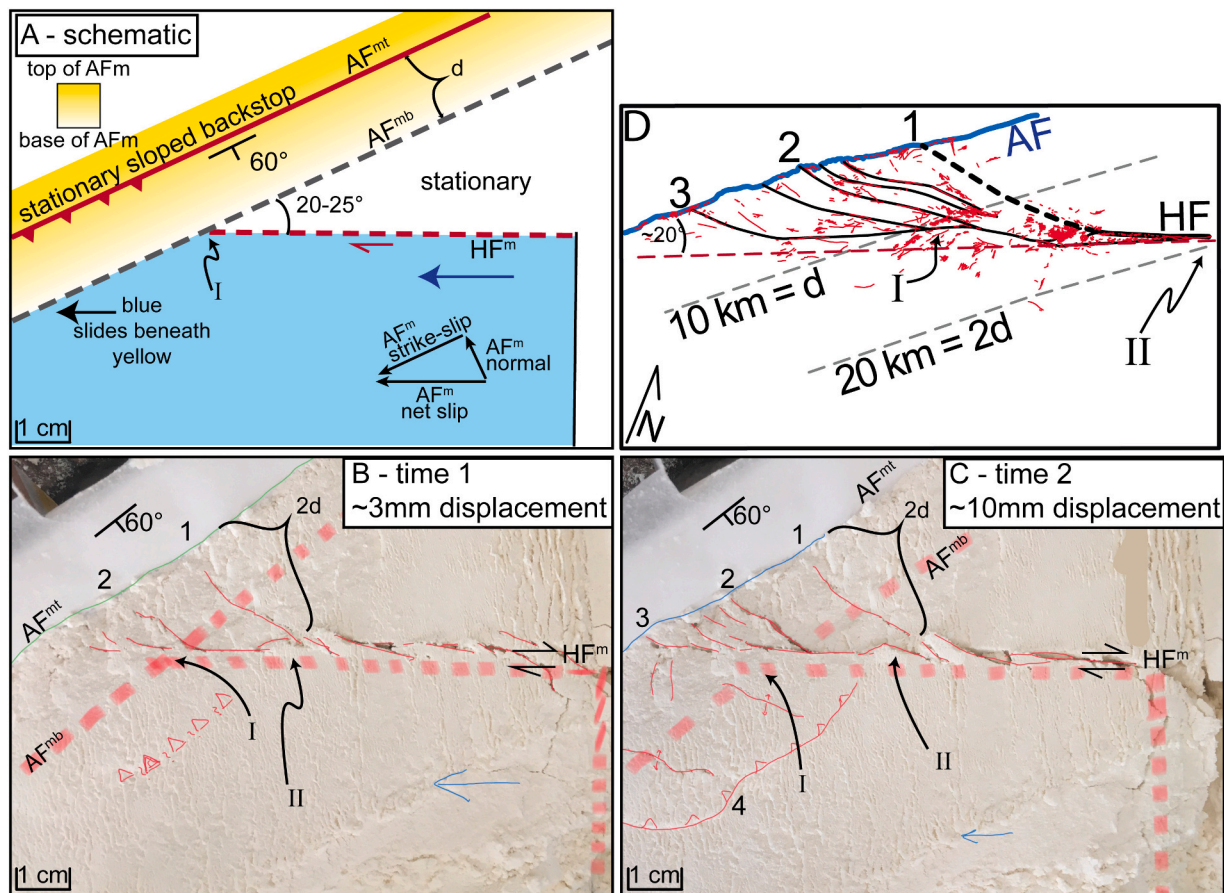 A - schematic
top of AFm
base of AFm
AFmt
d
stationary sloped backstop
AFmb
60°
20-25°
stationary
HFm
I
blue
slides beneath
yellow
AFm
strike-slip
AFm
normal
AFm
net slip
1 cm
D
1
AF
2
3
~20°
HF
I
10 km = d
20 km = 2d
II
N
B - time 1
~3mm displacement
60°
1
2d
2
AFmt
HFm
I
AFmb
II
1 cm
C - time 2
~10mm displacement
AFmt
60°
1
2d
AFmb
2
3
HFm
I
II
4
1 cm